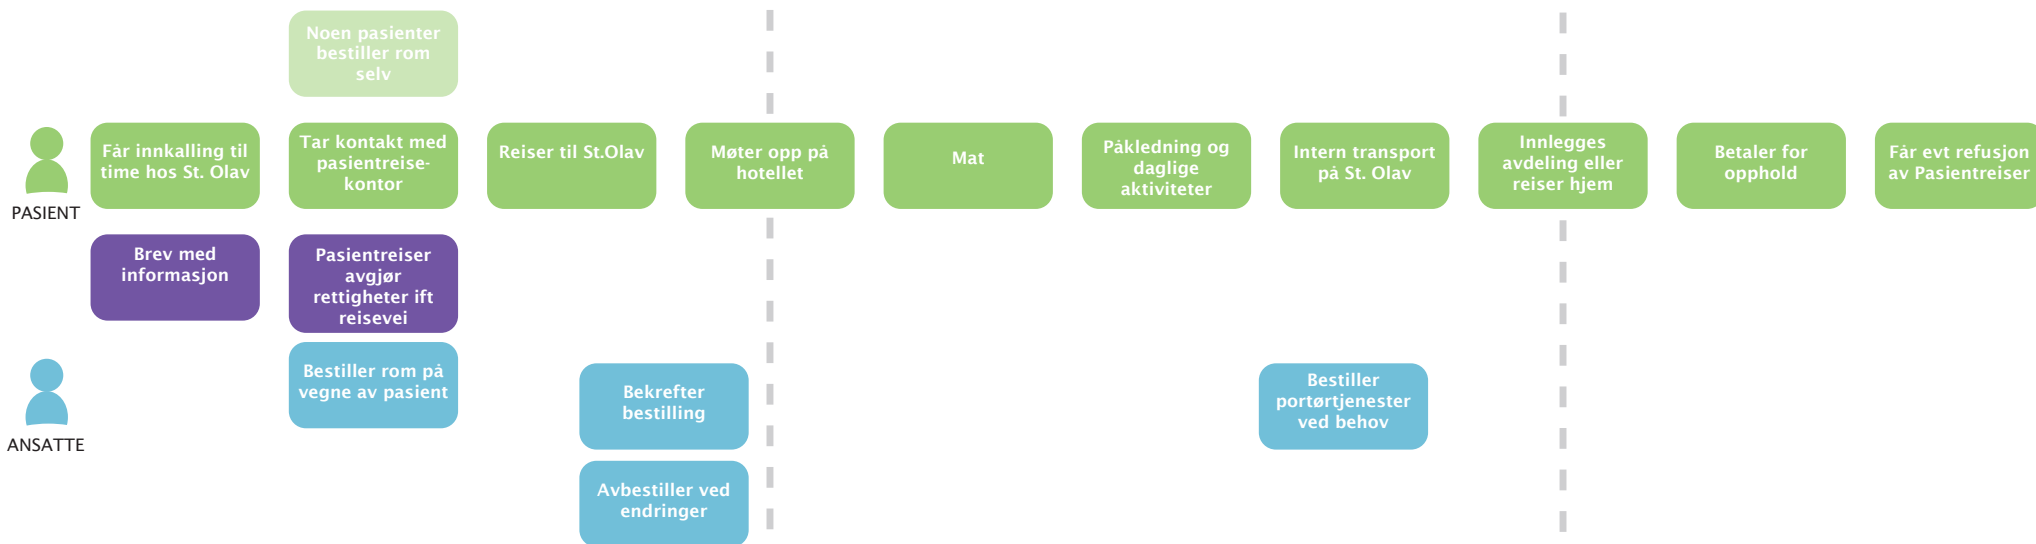 Noen pasienter
bestiller rom
selv
PASIENT
Får innkalling til
time hos St. Olav
Tar kontakt med
pasientreise-
kontor
Reiser til St.Olav
Møter opp på
hotellet
Mat
Påkledning og
daglige
aktiviteter
Intern transport
på St. Olav
Innlegges
avdeling eller
reiser hjem
Betaler for
opphold
Får evt refusjon
av Pasientreiser
Brev med
informasjon
Pasientreiser
avgjør
rettigheter ift
reisevei
ANSATTE
Bestiller rom på
vegne av pasient
Bekrefter
bestilling
Bestiller
portørtjenester
ved behov
Avbestiller ved
endringer